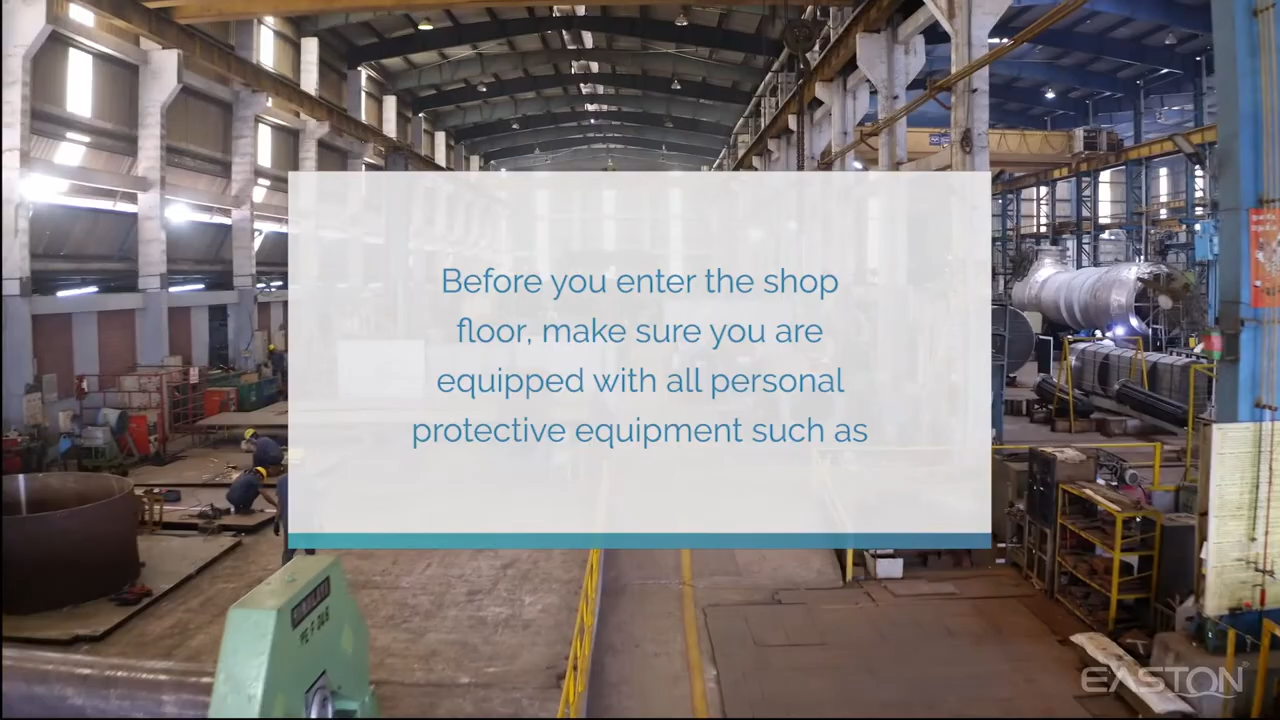 Before you enter the shop
floor, make sure you are
equipped with all personal
protective equipment such as
EASTON